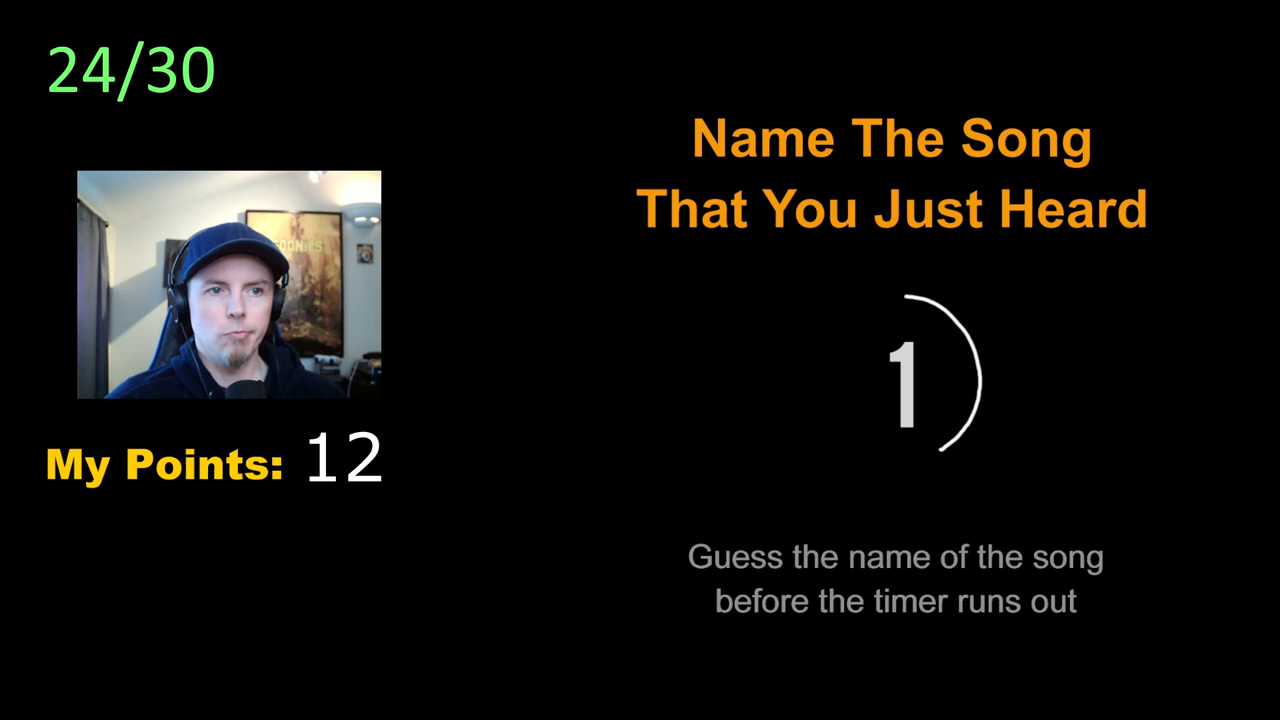 24/30
Name The Song
That You Just Heard
OONIES
1
My Points: 12
Guess the name of the song
before the timer runs out